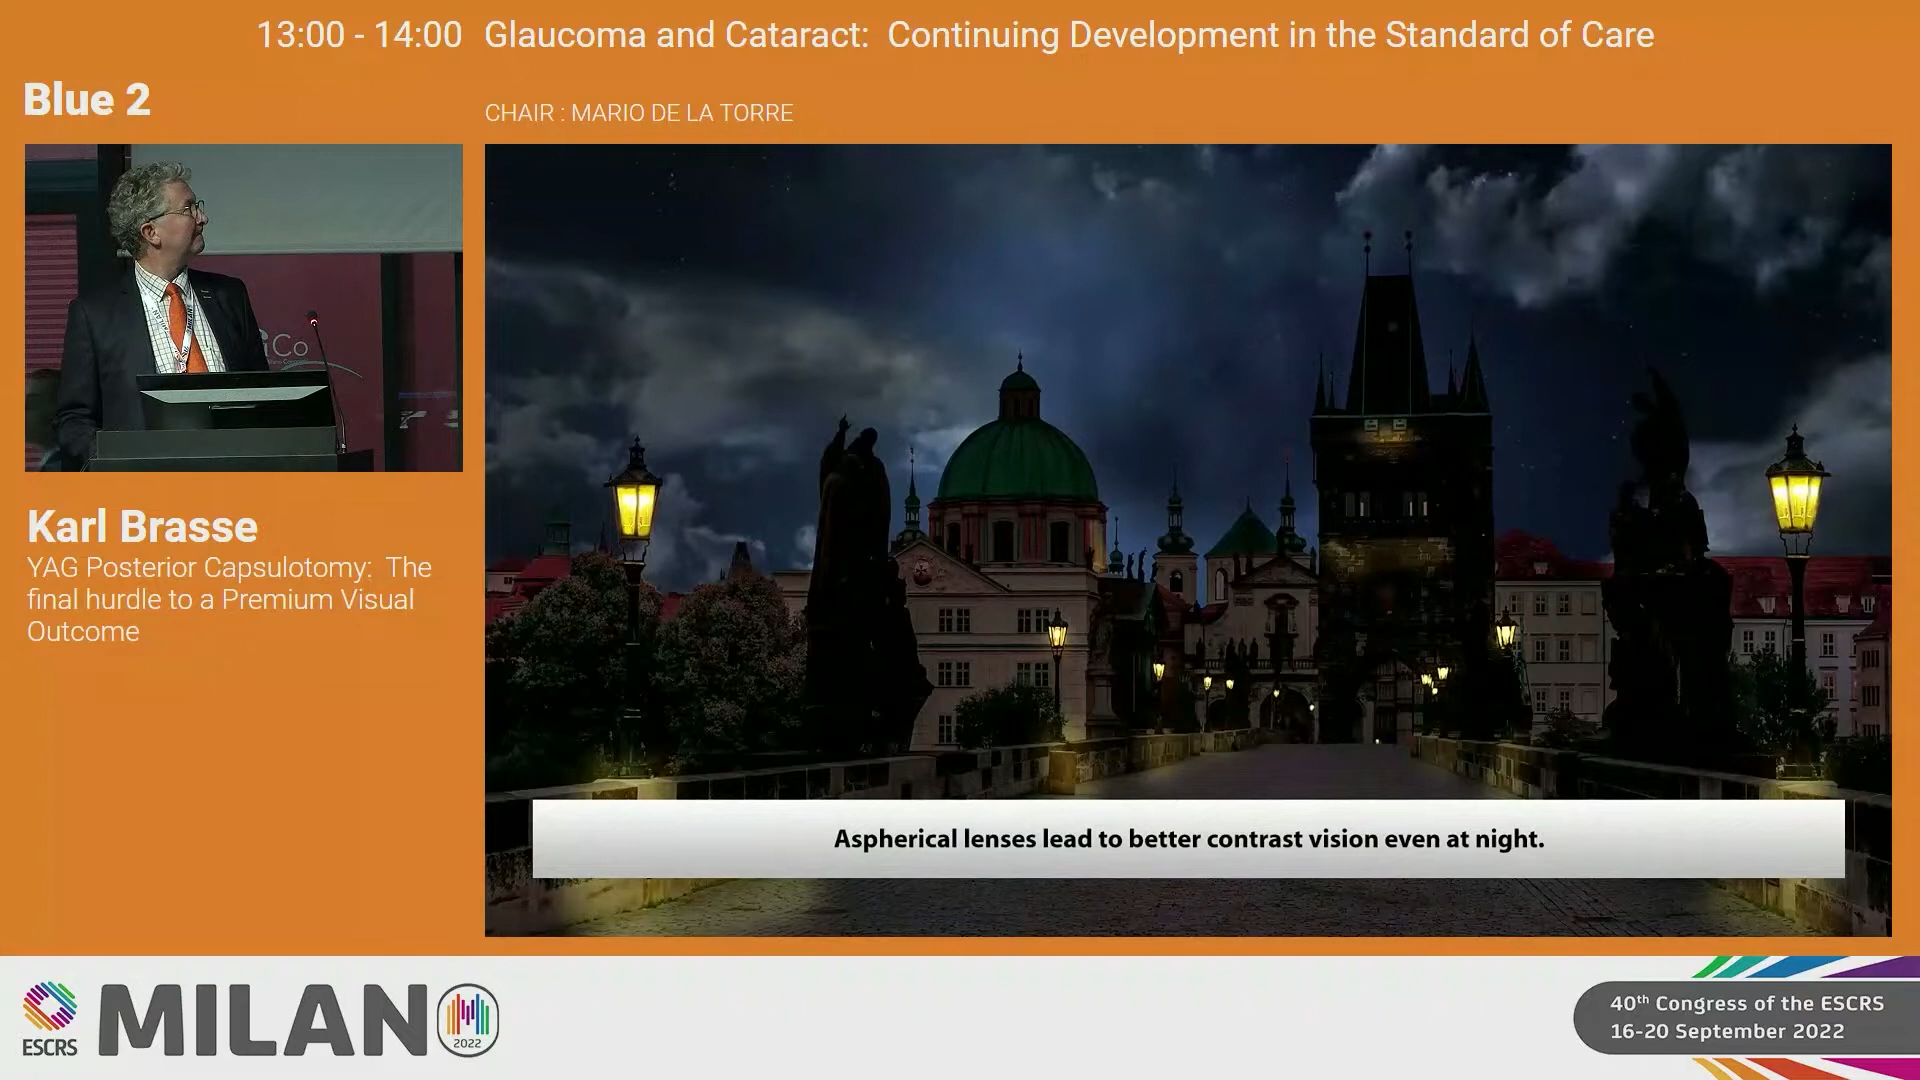 13:00 - 14:00 Glaucoma and Cataract: Continuing Development in the Standard of Care
Blue 2
CHAIR : MARIO DE LA TORRE
iCo
Karl Brasse
YAG Posterior Capsulotomy: The
final hurdle to a Premium Visual
Outcome
Aspherical lenses lead to better contrast vision even at night.
ESCRS
MILANO
2022
40th Congress of the ESCRS
16-20 September 2022